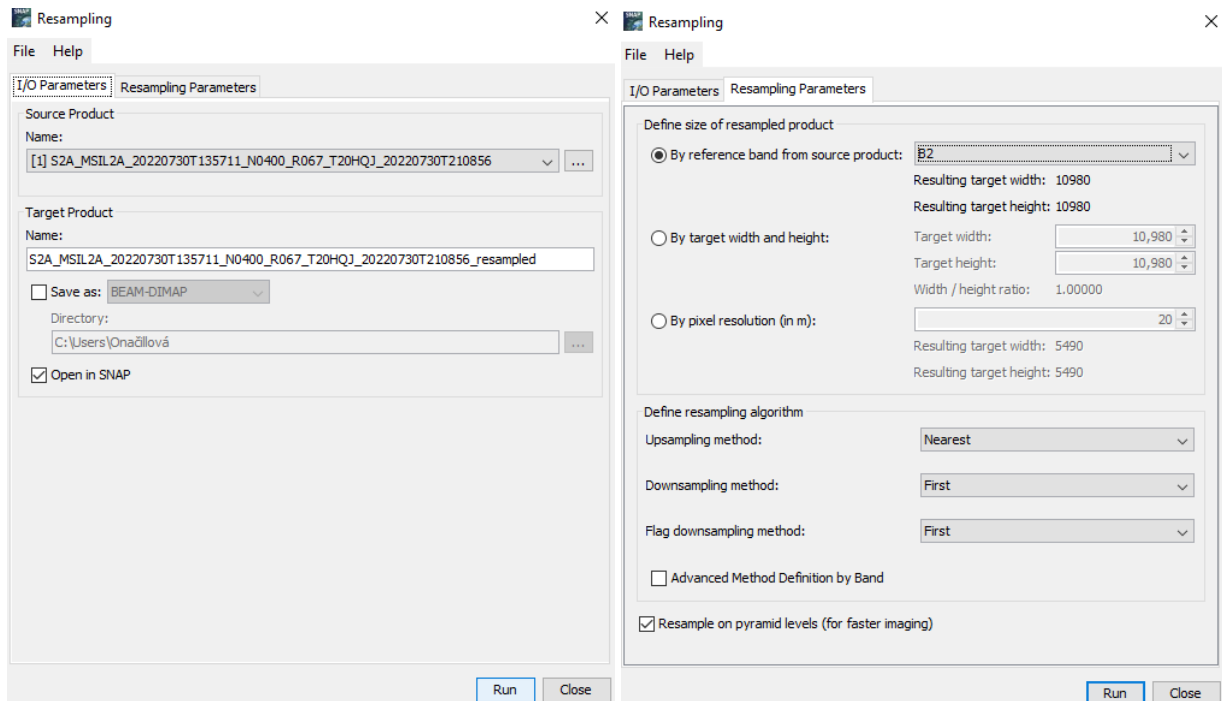 Resampling
File Help
I/O Parameters Resampling Parameters
Source Product
Name:
[1] S2A_MSIL2A_20220730T135711_N0400_R067_T20HQJ_20220730T210856 ...
Target Product
Name:
S2A_MSIL2A_20220730T135711_N0400_R067_T20HQJ_20220730T210856_resampled
Save as: BEAM-DIMAP
Directory:
C:\Users\Onačillová ...
Open in SNAP
Run Close
Resampling
File Help
I/O Parameters Resampling Parameters
Define size of resampled product
By reference band from source product: B2
Resulting target width: 10980
Resulting target height: 10980
By target width and height: Target width: 10,980
Target height: 10,980
Width / height ratio: 1.00000
By pixel resolution (in m): 20
Resulting target width: 5490
Resulting target height: 5490
Define resampling algorithm
Upsampling method: Nearest
Downsampling method: First
Flag downsampling method: First
Advanced Method Definition by Band
Resample on pyramid levels (for faster imaging)
Run Close